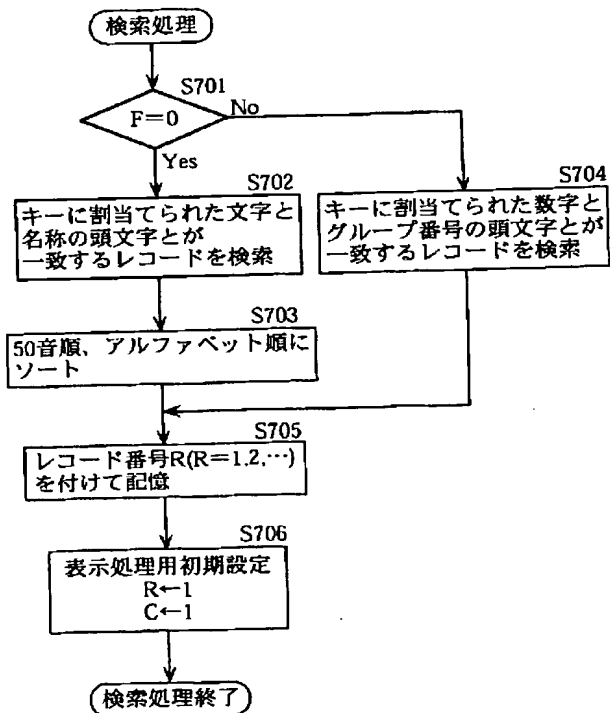 検索処理
S701
F=0
No
Yes
S702
キーに割当てられた文字と
名称の頭文字とが
一致するレコードを検索
S704
キーに割当てられた数字と
グループ番号の頭文字とが
一致するレコードを検索
S703
50音順、アルファベット順に
ソート
S705
レコード番号R(R=1,2,…)
を付けて記憶
S706
表示処理用初期設定
R←1
C←1
検索処理終了